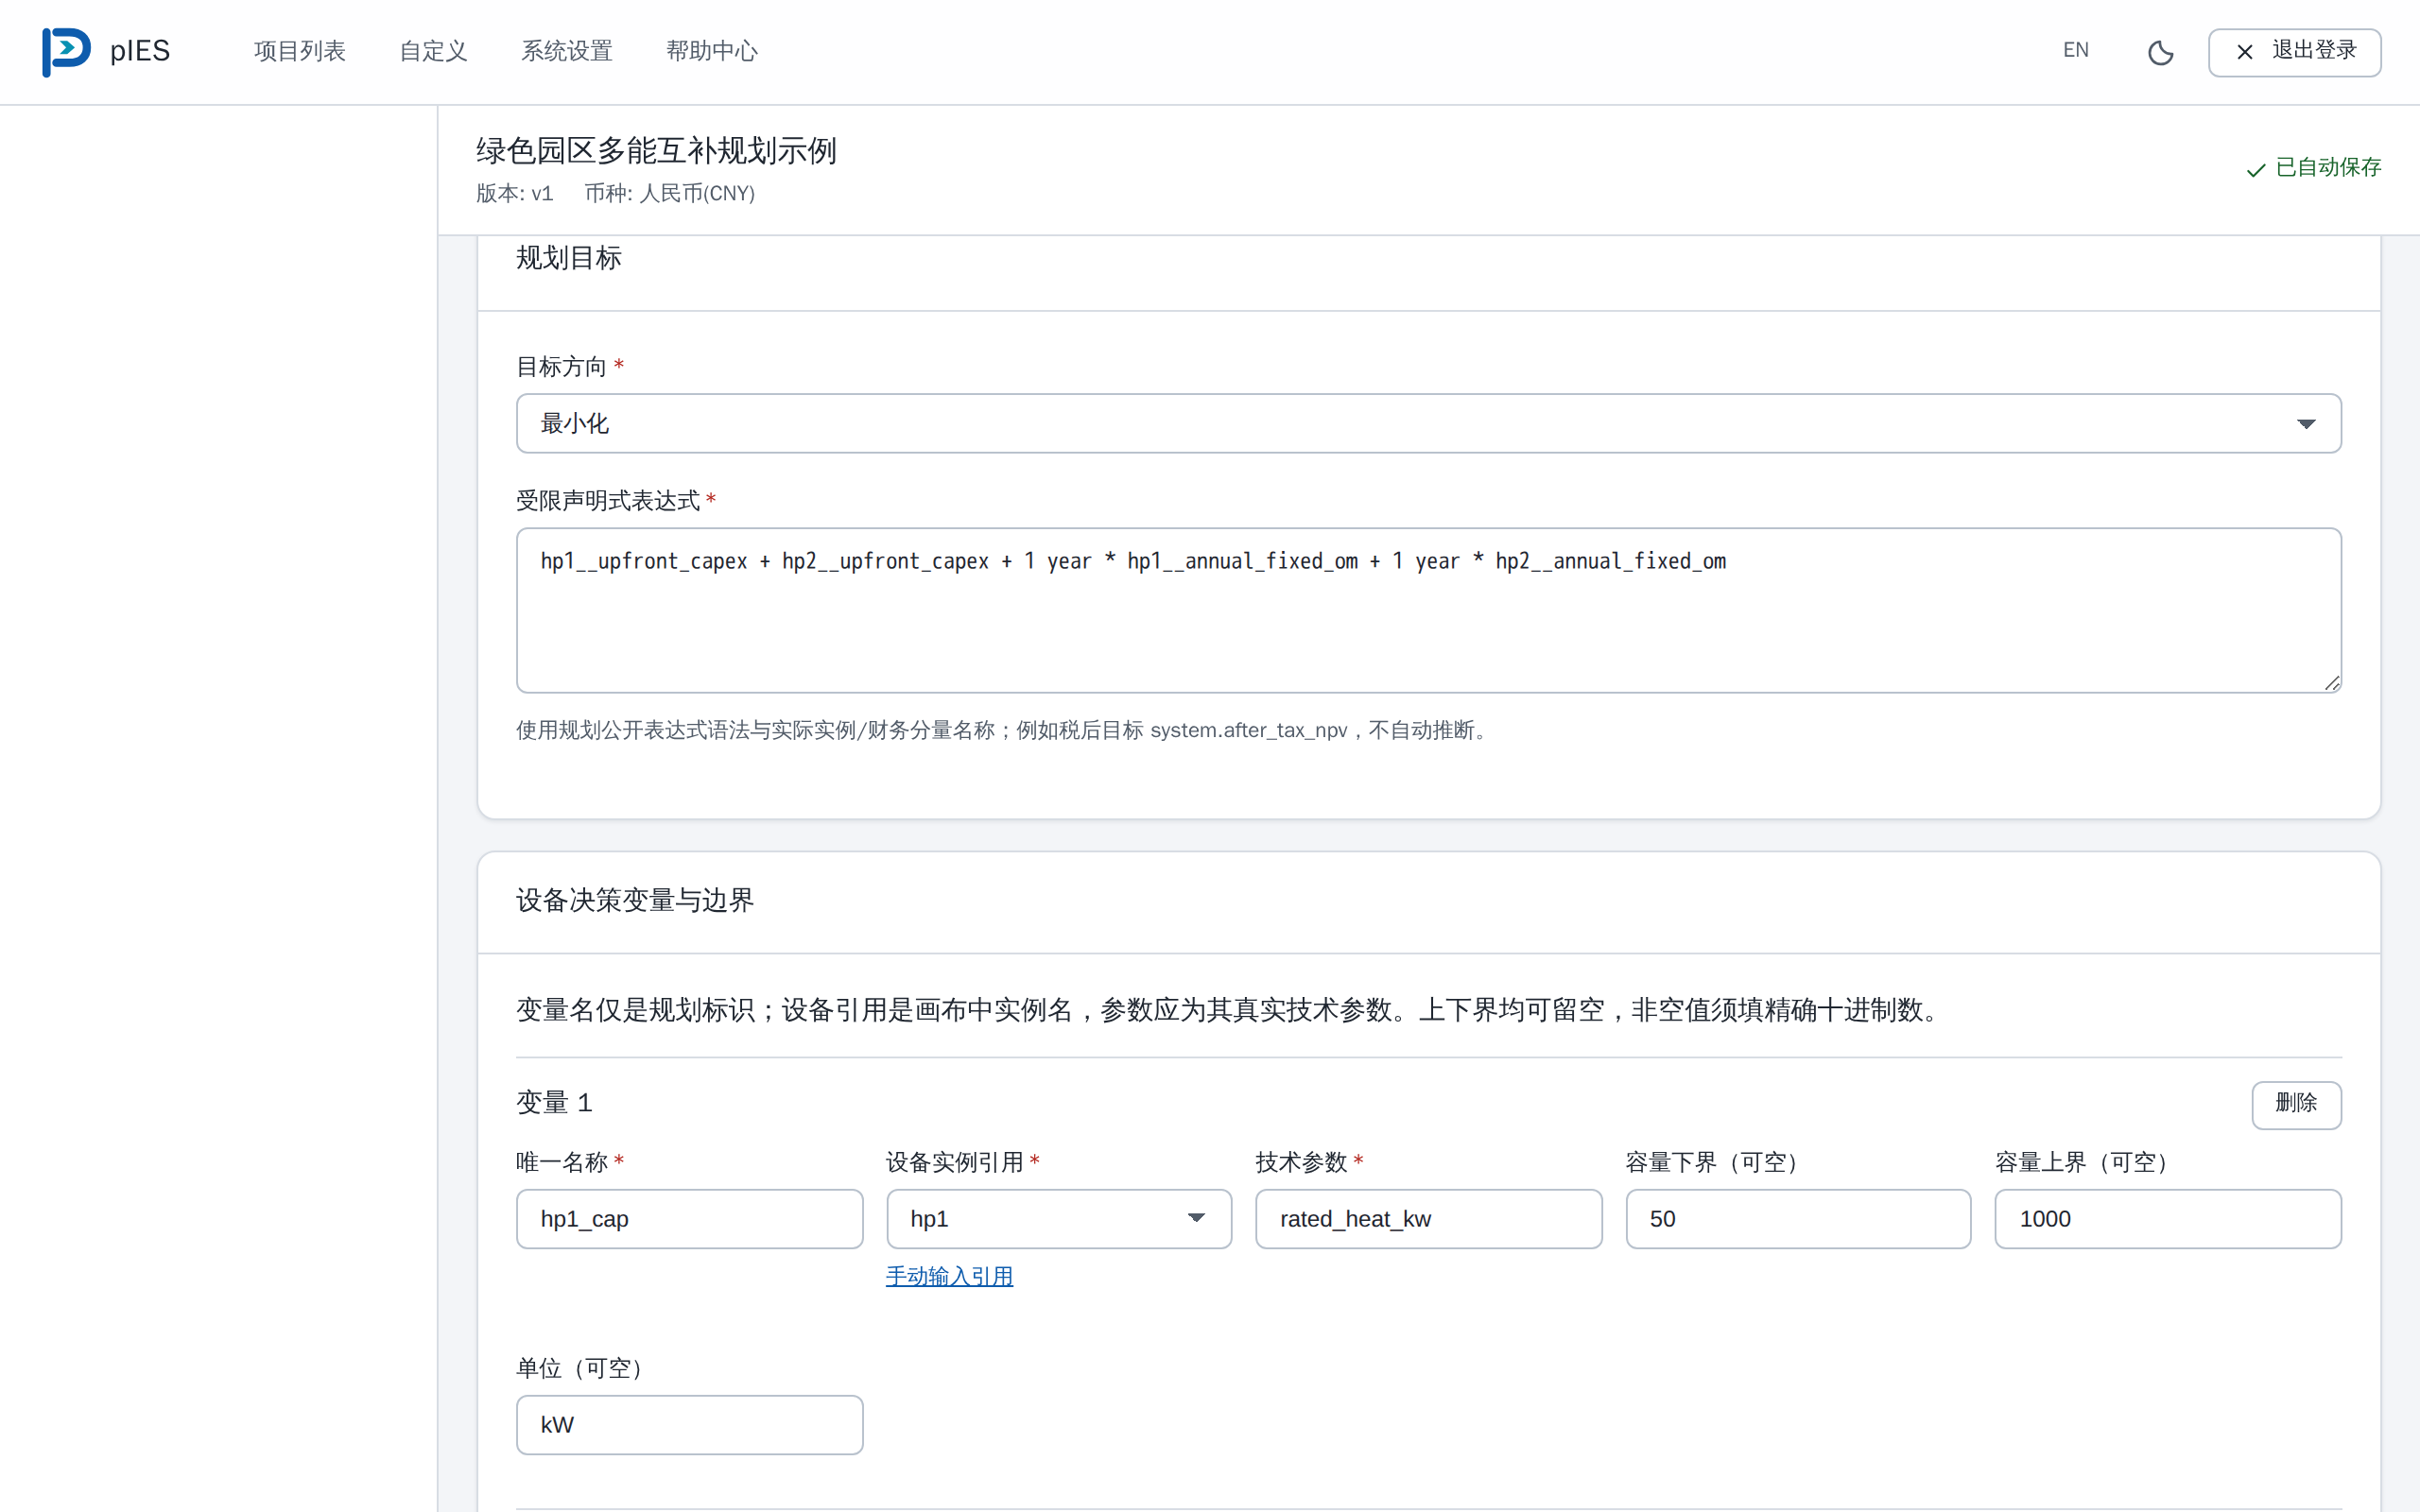 pIES 项目列表 自定义 系统设置 帮助中心 EN 退出登录
绿色园区多能互补规划示例
版本: v1 币种: 人民币(CNY)
已自动保存
规划目标
目标方向 *
最小化
受限声明式表达式 *
hp1__upfront_capex + hp2__upfront_capex + 1 year * hp1__annual_fixed_om + 1 year * hp2__annual_fixed_om
使用规划公开表达式语法与实际实例/财务分量名称；例如税后目标 system.after_tax_npv，不自动推断。
设备决策变量与边界
变量名仅是规划标识；设备引用是画布中实例名，参数应为其真实技术参数。上下界均可留空，非空值须填精确十进制数。
变量 1 删除
唯一名称 * 设备实例引用 * 技术参数 * 容量下界（可空） 容量上界（可空）
hp1_cap hp1 rated_heat_kw 50 1000
手动输入引用
单位（可空）
kW